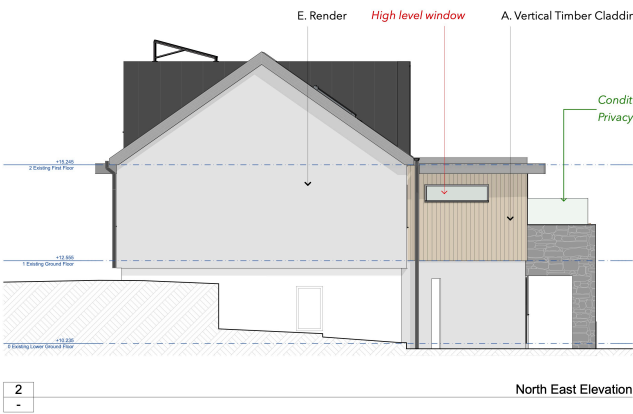 E. Render
High level window
A. Vertical Timber Claddin
Condit
Privacy
+15.245
2 Existing First Floor
+12.555
1 Existing Ground Floor
+10.235
0 Existing Lower Ground Floor
2
-
North East Elevation